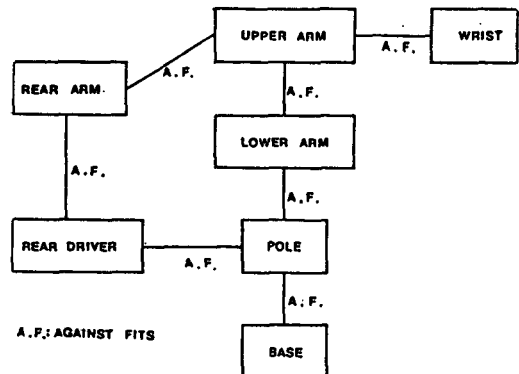 UPPER ARM
A.F.
WRIST
A.F.
REAR ARM
A.F.
LOWER ARM
A.F.
A.F.
REAR DRIVER
A.F.
POLE
A.F.
A.F.: AGAINST FITS
BASE